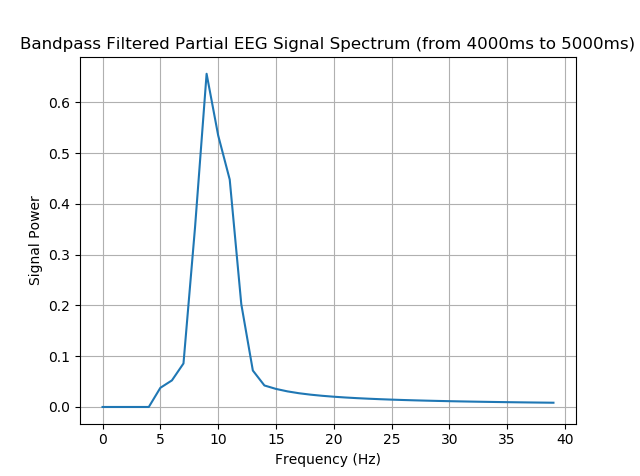 Bandpass Filtered Partial EEG Signal Spectrum (from 4000ms to 5000ms)
0.6
0.5
0.4
0.3
0.2
0.1
0.0
Signal Power
0 5 10 15 20 25 30 35 40
Frequency (Hz)